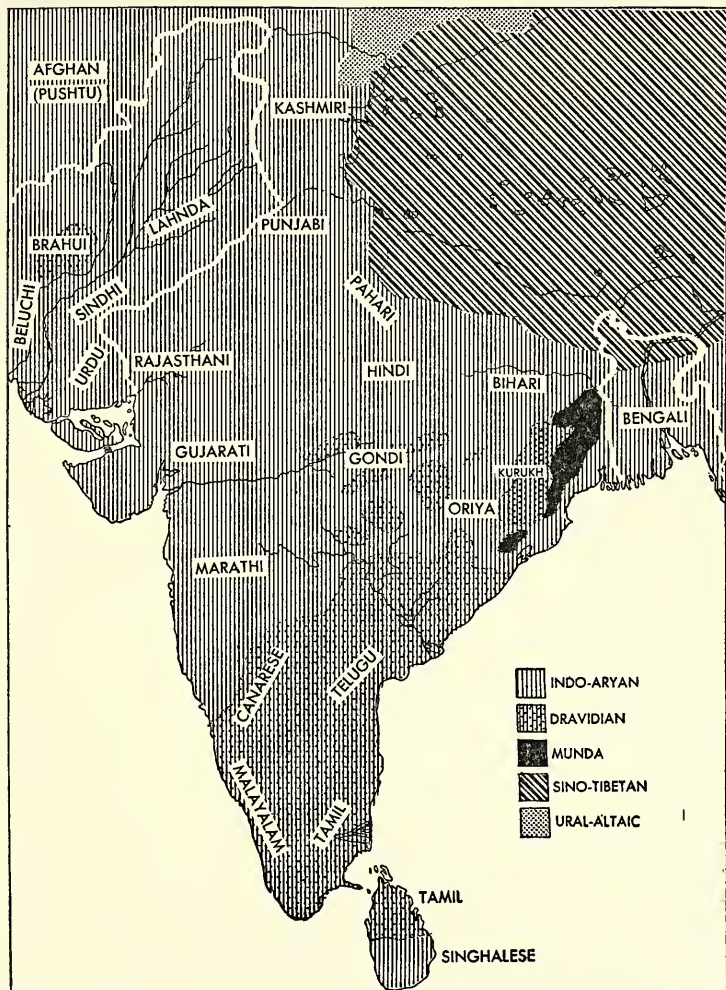 AFGHAN
(PUSHTU)
KASHMIRI
LAHNDA
PUNJABI
BRAHUI
BELUCHI
SINDHI
URDU
PAHARI
RAJASTHANI
HINDI
BIHARI
BENGALI
GUJARATI
GONDI
KURUKH
ORIYA
MARATHI
CANARESE
TELUGU
MALAYALAM
TAMIL
TAMIL
SINGHALESE
INDO-ARYAN
DRAVIDIAN
MUNDA
SINO-TIBETAN
URAL-ALTAIC